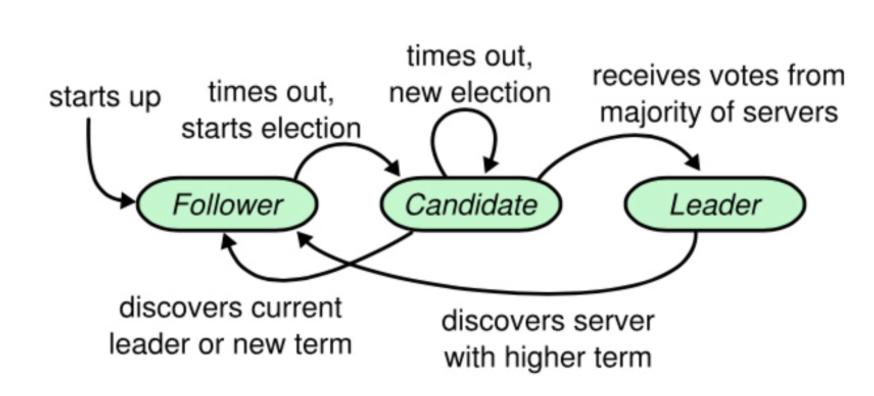 starts up
times out,
starts election
times out,
new election
receives votes from
majority of servers
Follower
Candidate
Leader
discovers current
leader or new term
discovers server
with higher term